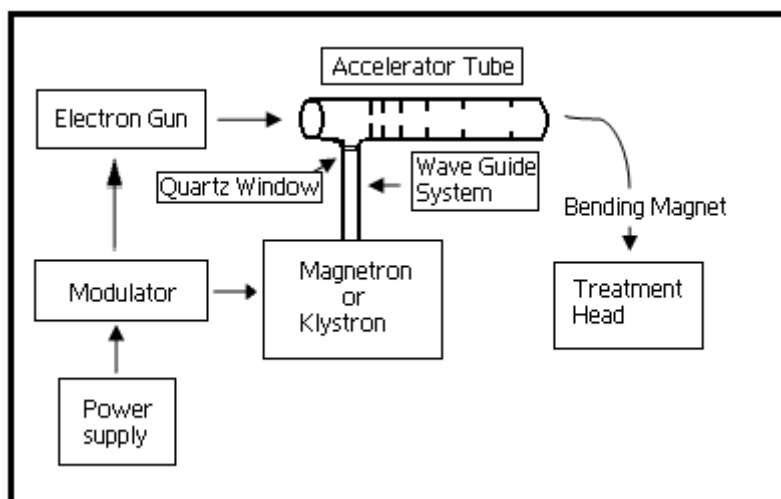 Accelerator Tube
Electron Gun
Quartz Window
Wave Guide
System
Bending Magnet
Modulator
Magnetron
or
Klystron
Treatment
Head
Power
supply